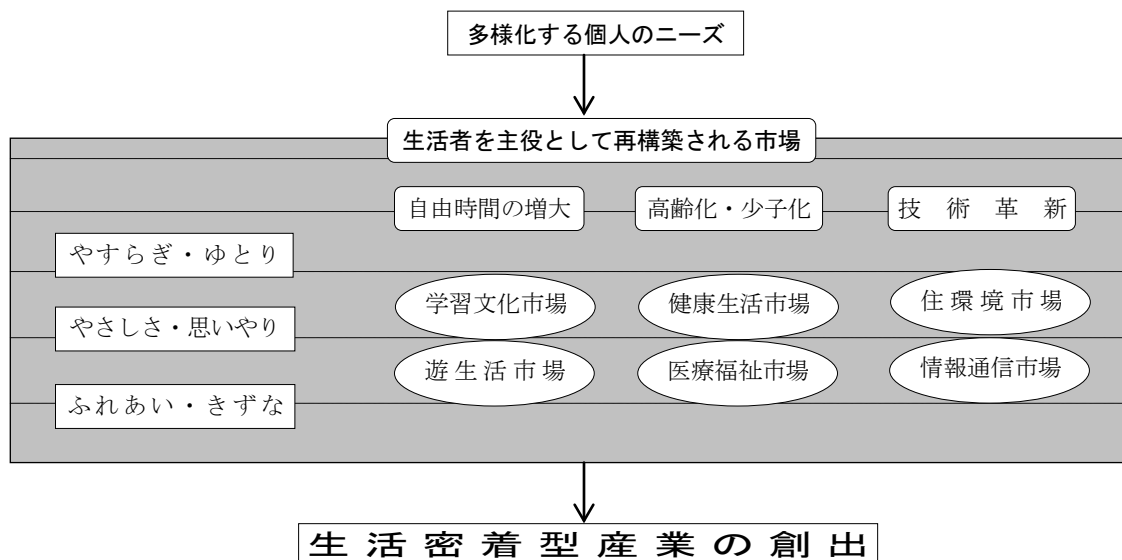 多様化する個人のニーズ
生活者を主役として再構築される市場
自由時間の増大
高齢化・少子化
技術革新
やすらぎ・ゆとり
学習文化市場
健康生活市場
住環境市場
やさしさ・思いやり
遊生活市場
医療福祉市場
情報通信市場
ふれあい・きずな
生活密着型産業の創出